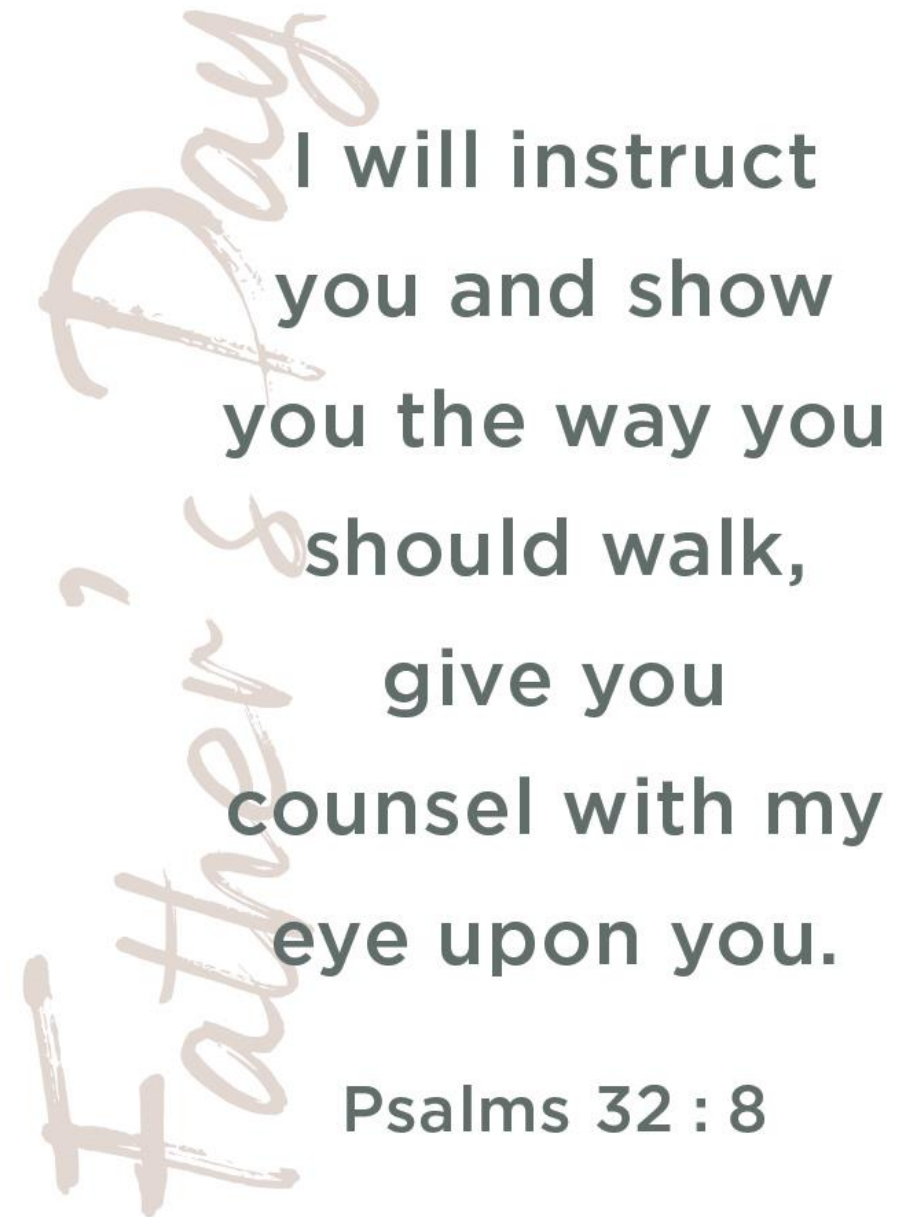 Father's Day
I will instruct
you and show
you the way you
should walk,
give you
counsel with my
eye upon you.
Psalms 32 : 8